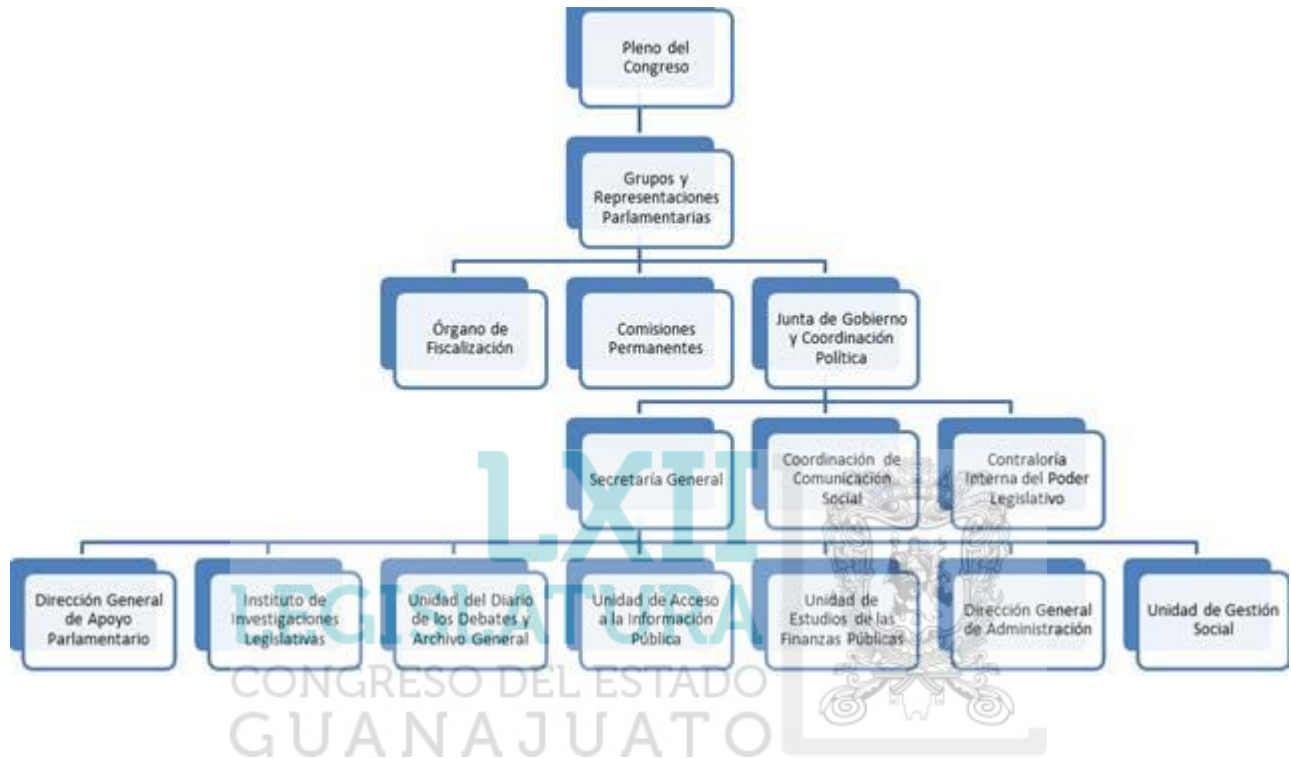 Pleno del
Congreso
Grupos y
Representaciones
Parlamentarias
Órgano de
Fiscalización
Comisiones
Permanentes
Junta de Gobierno
y Coordinación
Política
Secretaría General
Coordinación de
Comunicación
Social
Contraloría
Interna del Poder
Legislativo
Dirección General
de Apoyo
Parlamentario
Instituto de
Investigaciones
Legislativas
Unidad del Diario
de los Debates y
Archivo General
Unidad de Acceso
a la Información
Pública
Unidad de
Estudios de las
Finanzas Públicas
Dirección General
de Administración
Unidad de Gestión
Social
LXII
LEGISLATURA
CONGRESO DEL ESTADO
GUANAJUATO